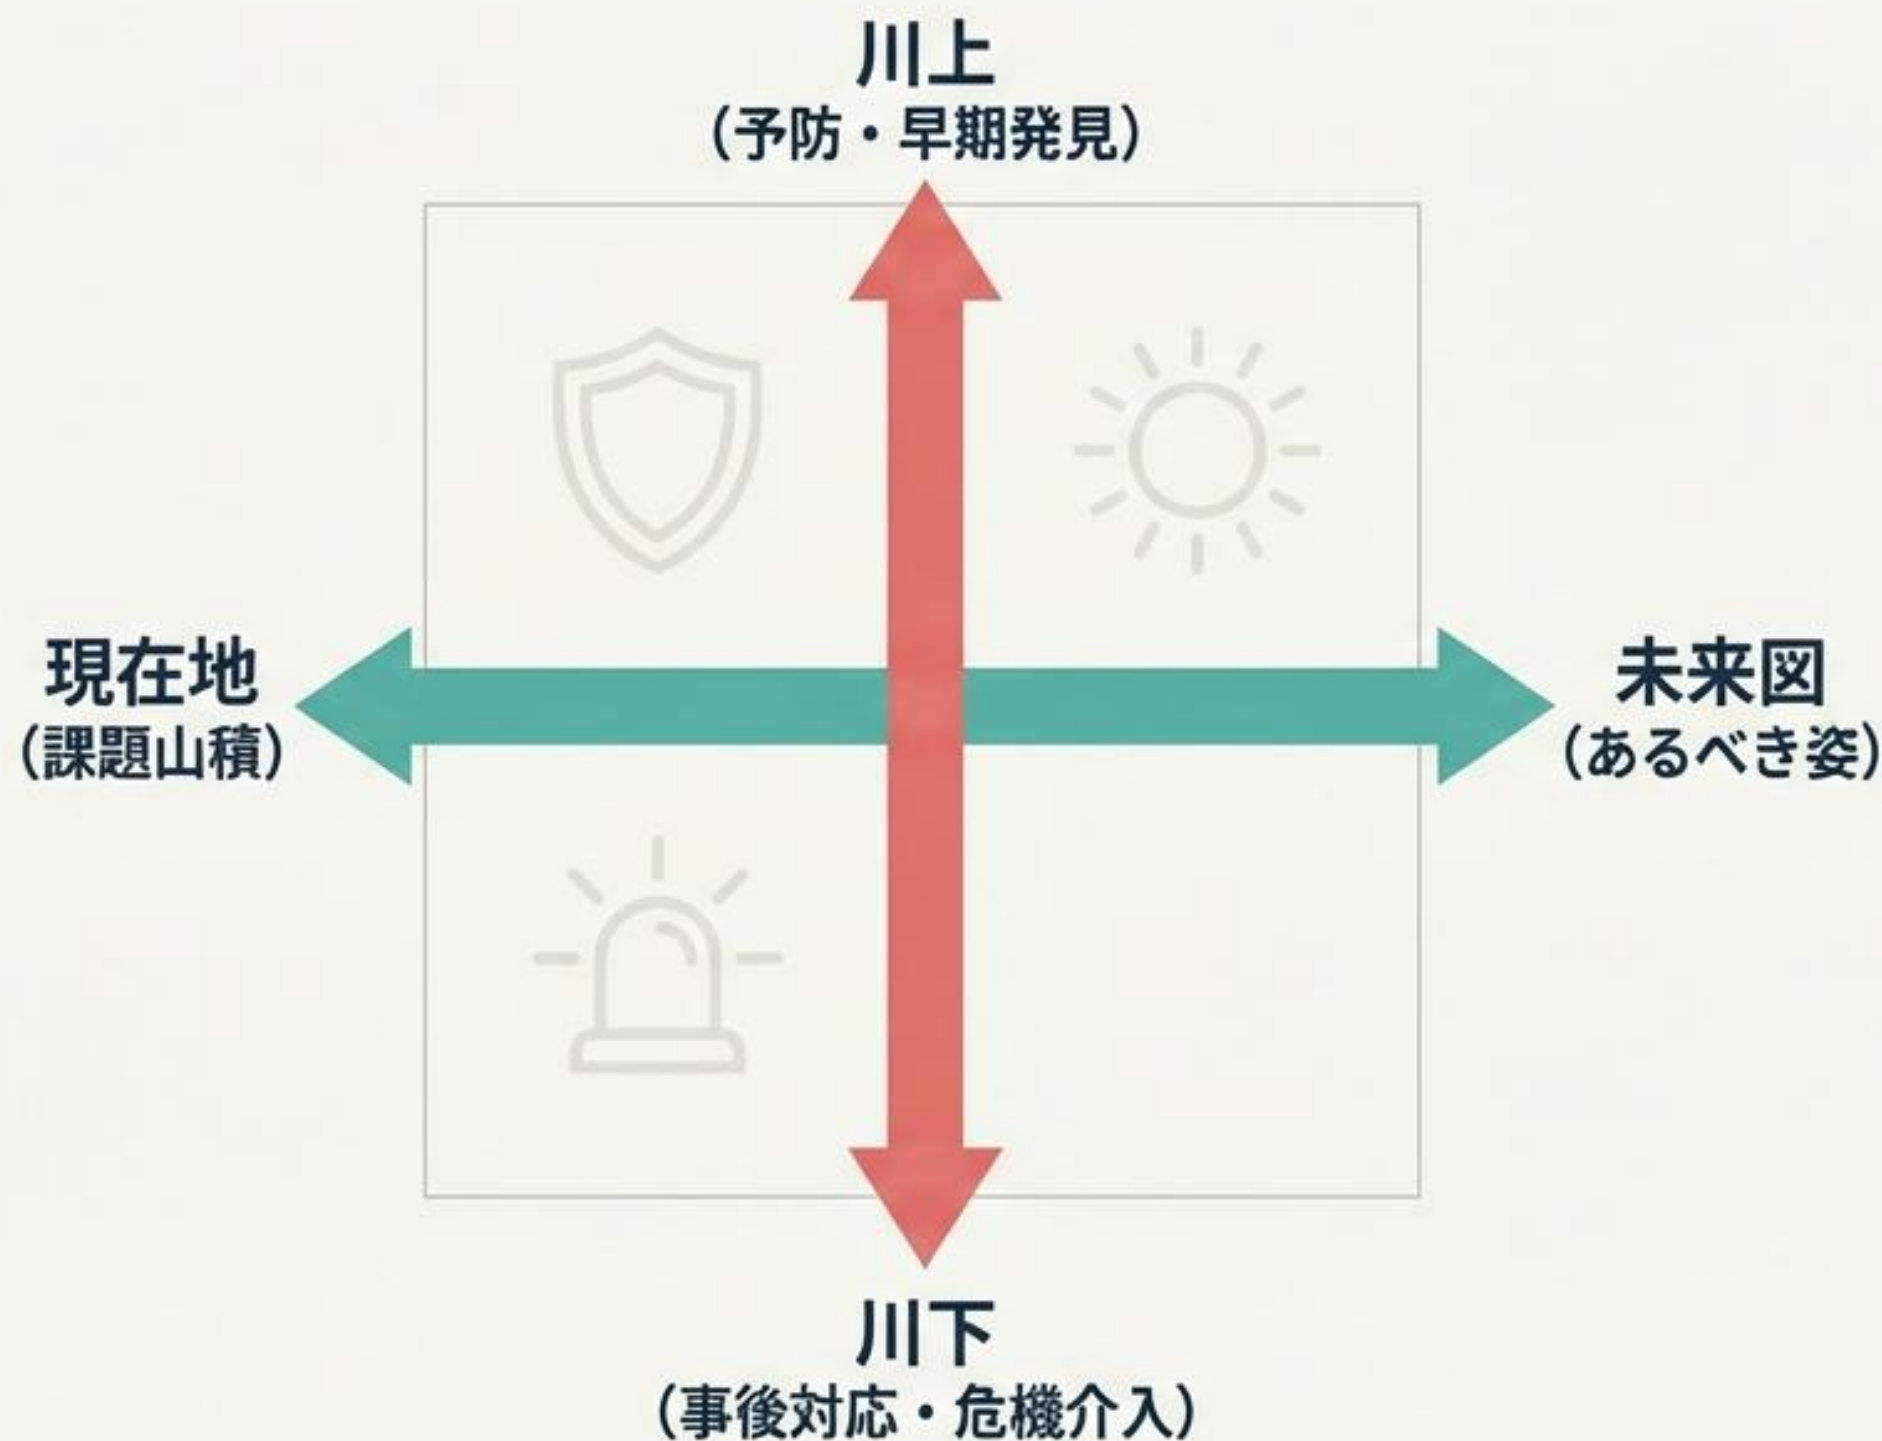 川上
（予防・早期発見）
現在地
（課題山積）
未来図
（あるべき姿）
川下
（事後対応・危機介入）